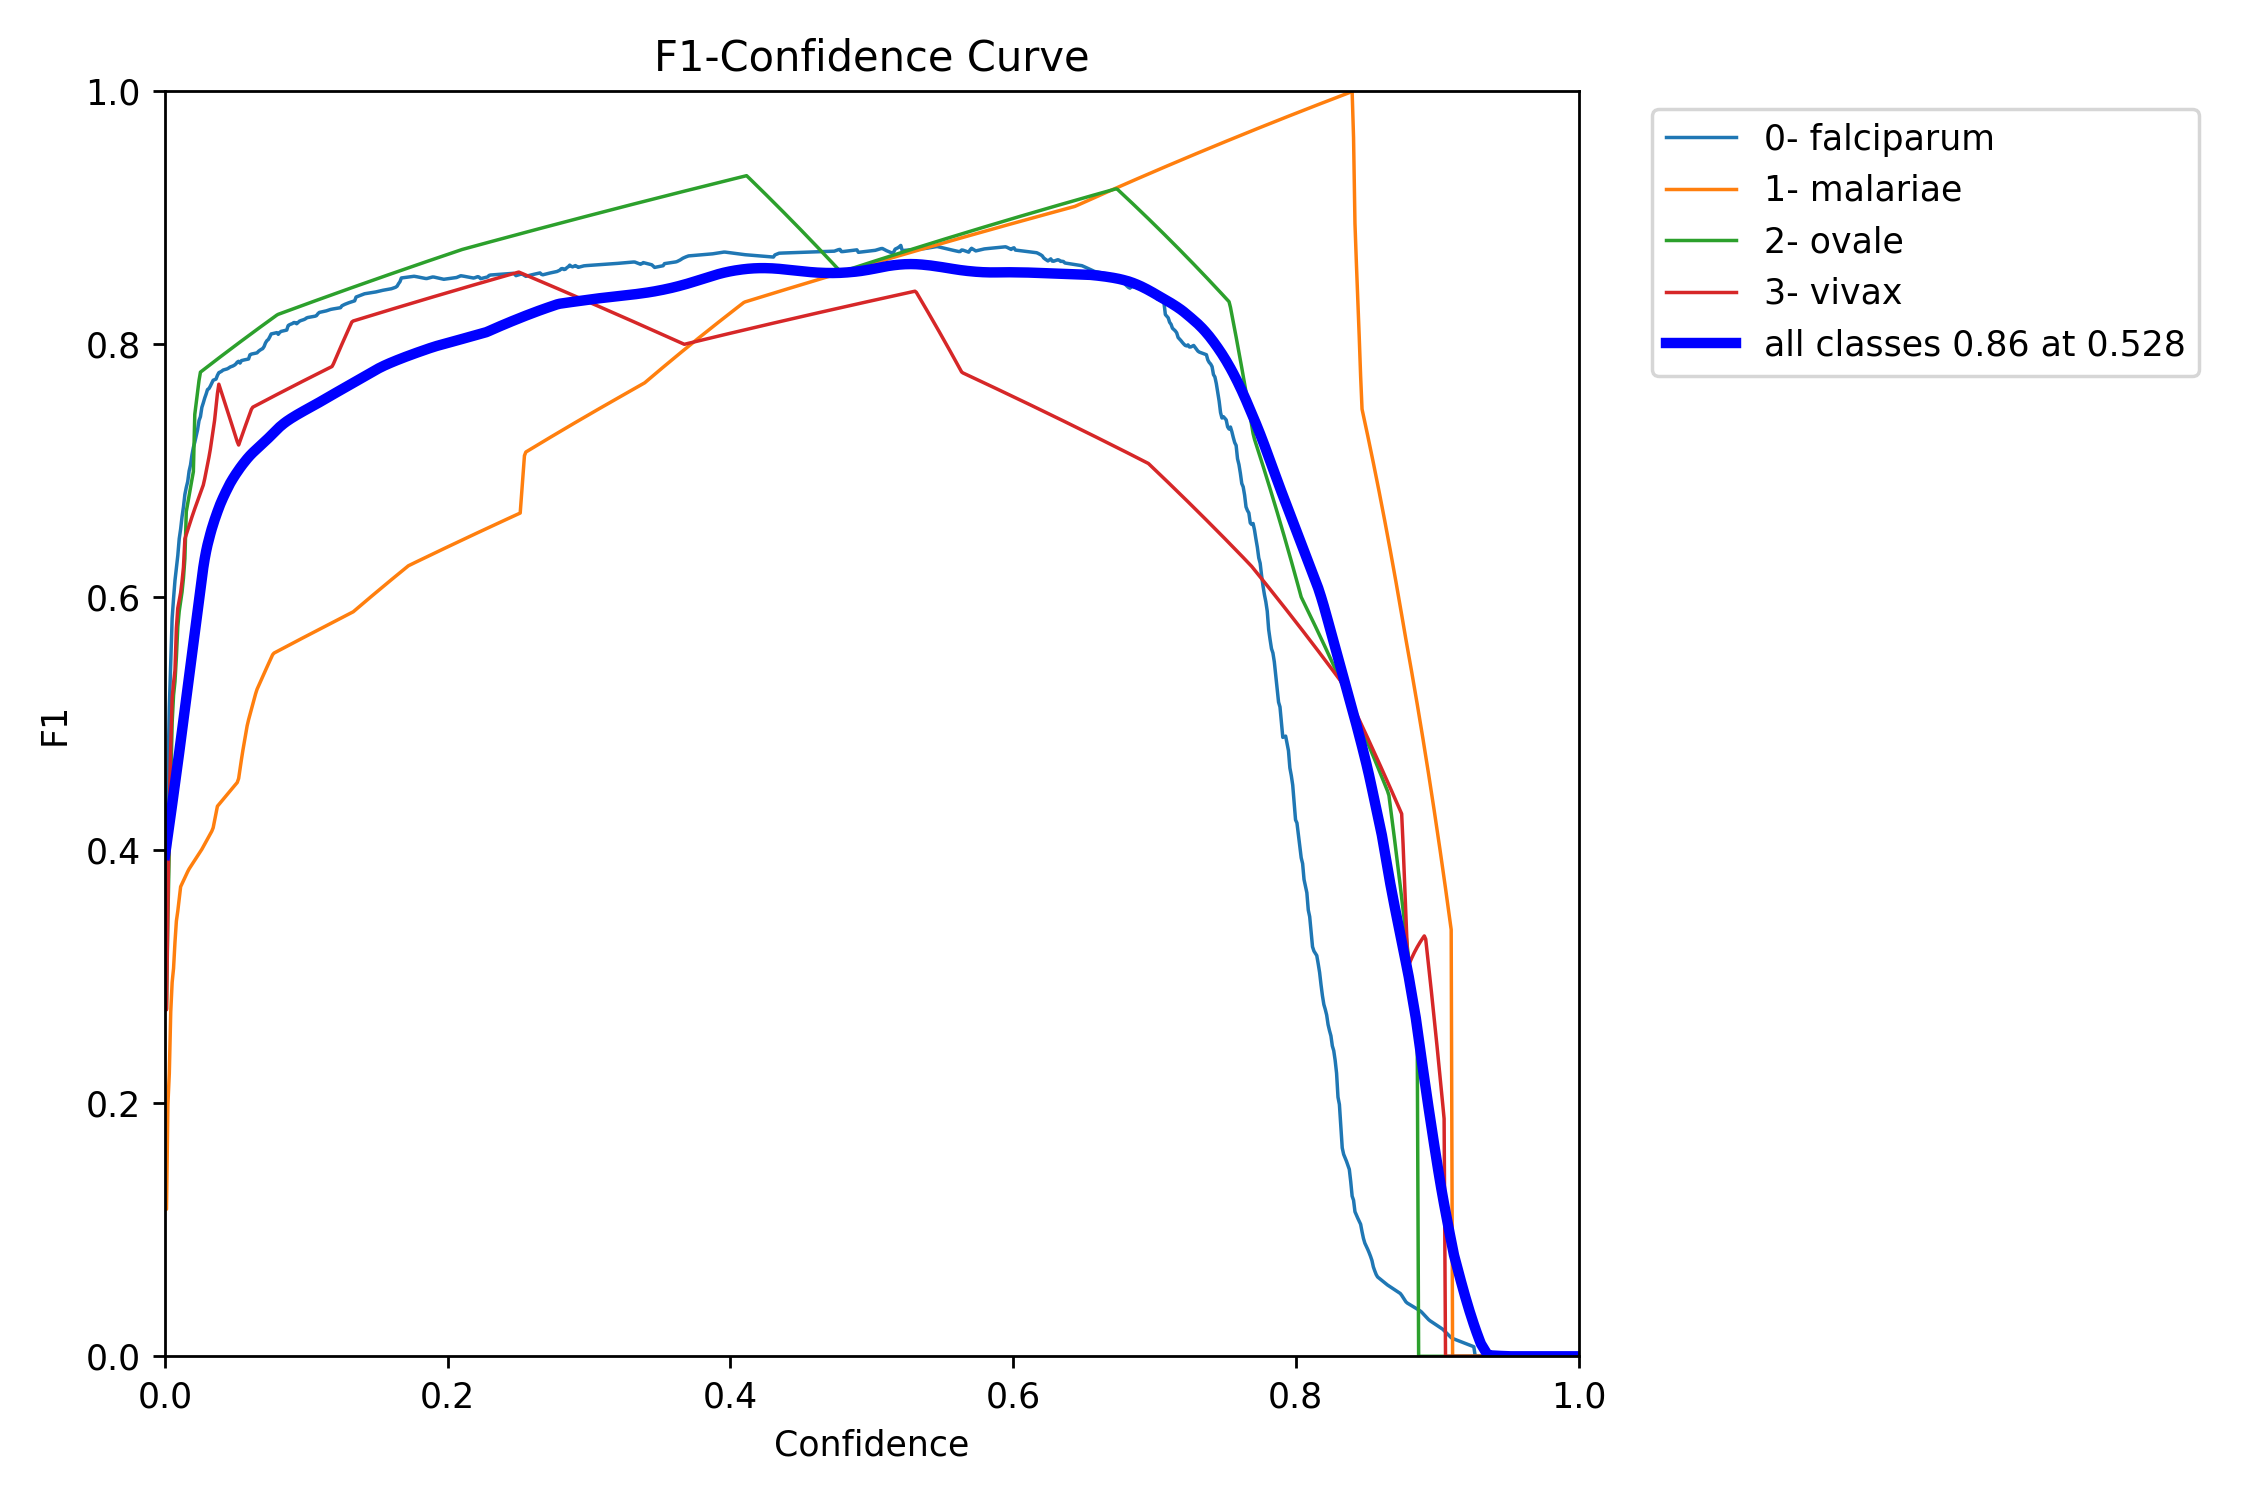 F1-Confidence Curve
1.0
0.8
0.6
0.4
0.2
0.0
F1
0.0 0.2 0.4 0.6 0.8 1.0
Confidence
0- falciparum
1- malariae
2- ovale
3- vivax
all classes 0.86 at 0.528